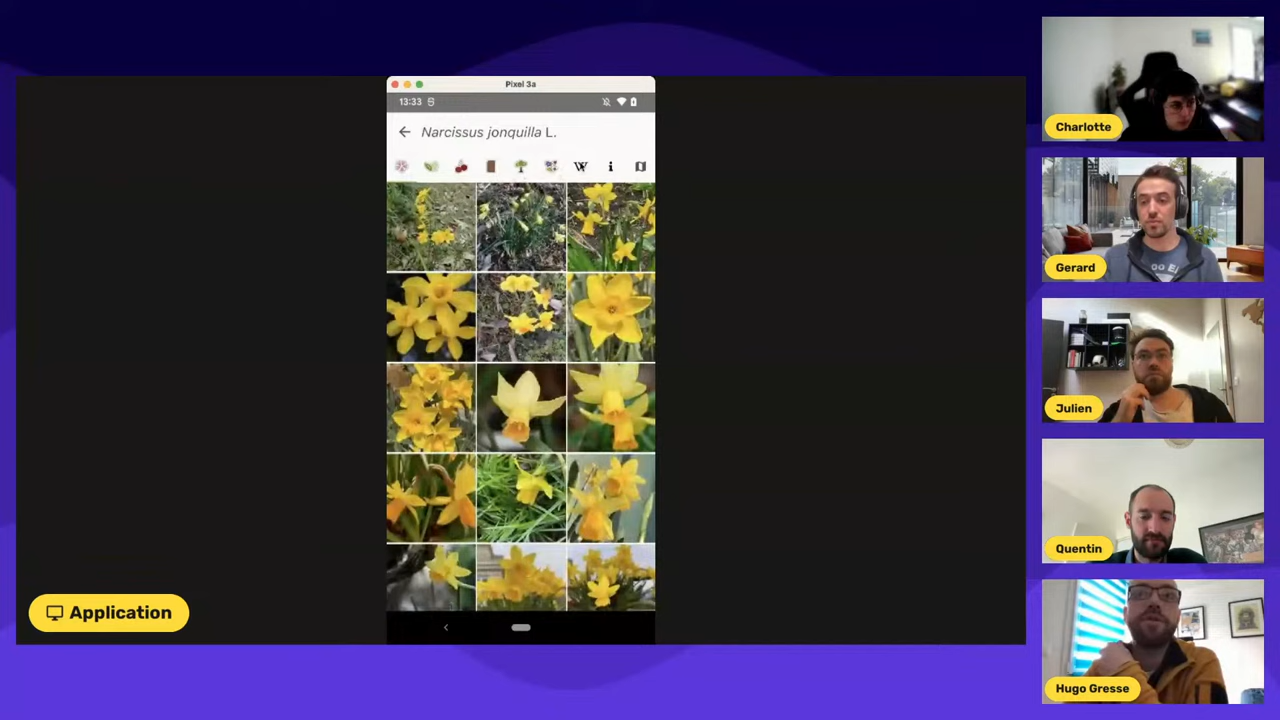 Pixel 3a
13:33
Narcissus jonquilla L.
W i
Application
Charlotte
Gerard
Julien
Quentin
Hugo Gresse